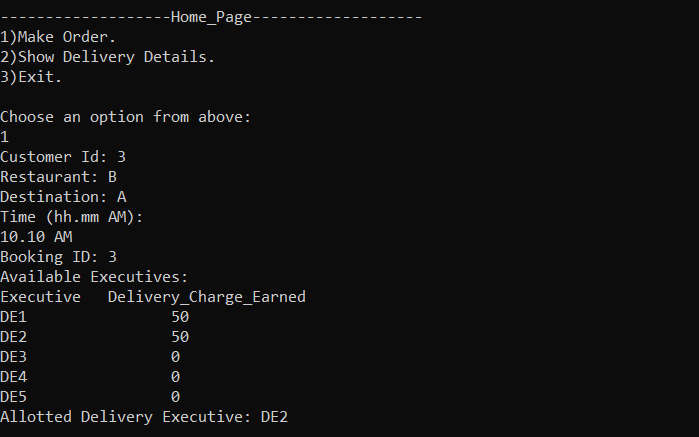 -------------------Home_Page-------------------
1)Make Order.
2)Show Delivery Details.
3)Exit.
Choose an option from above:
1
Customer Id: 3
Restaurant: B
Destination: A
Time (hh.mm AM):
10.10 AM
Booking ID: 3
Available Executives:
Executive   Delivery_Charge_Earned
DE1                50
DE2                50
DE3                0
DE4                0
DE5                0
Allotted Delivery Executive: DE2